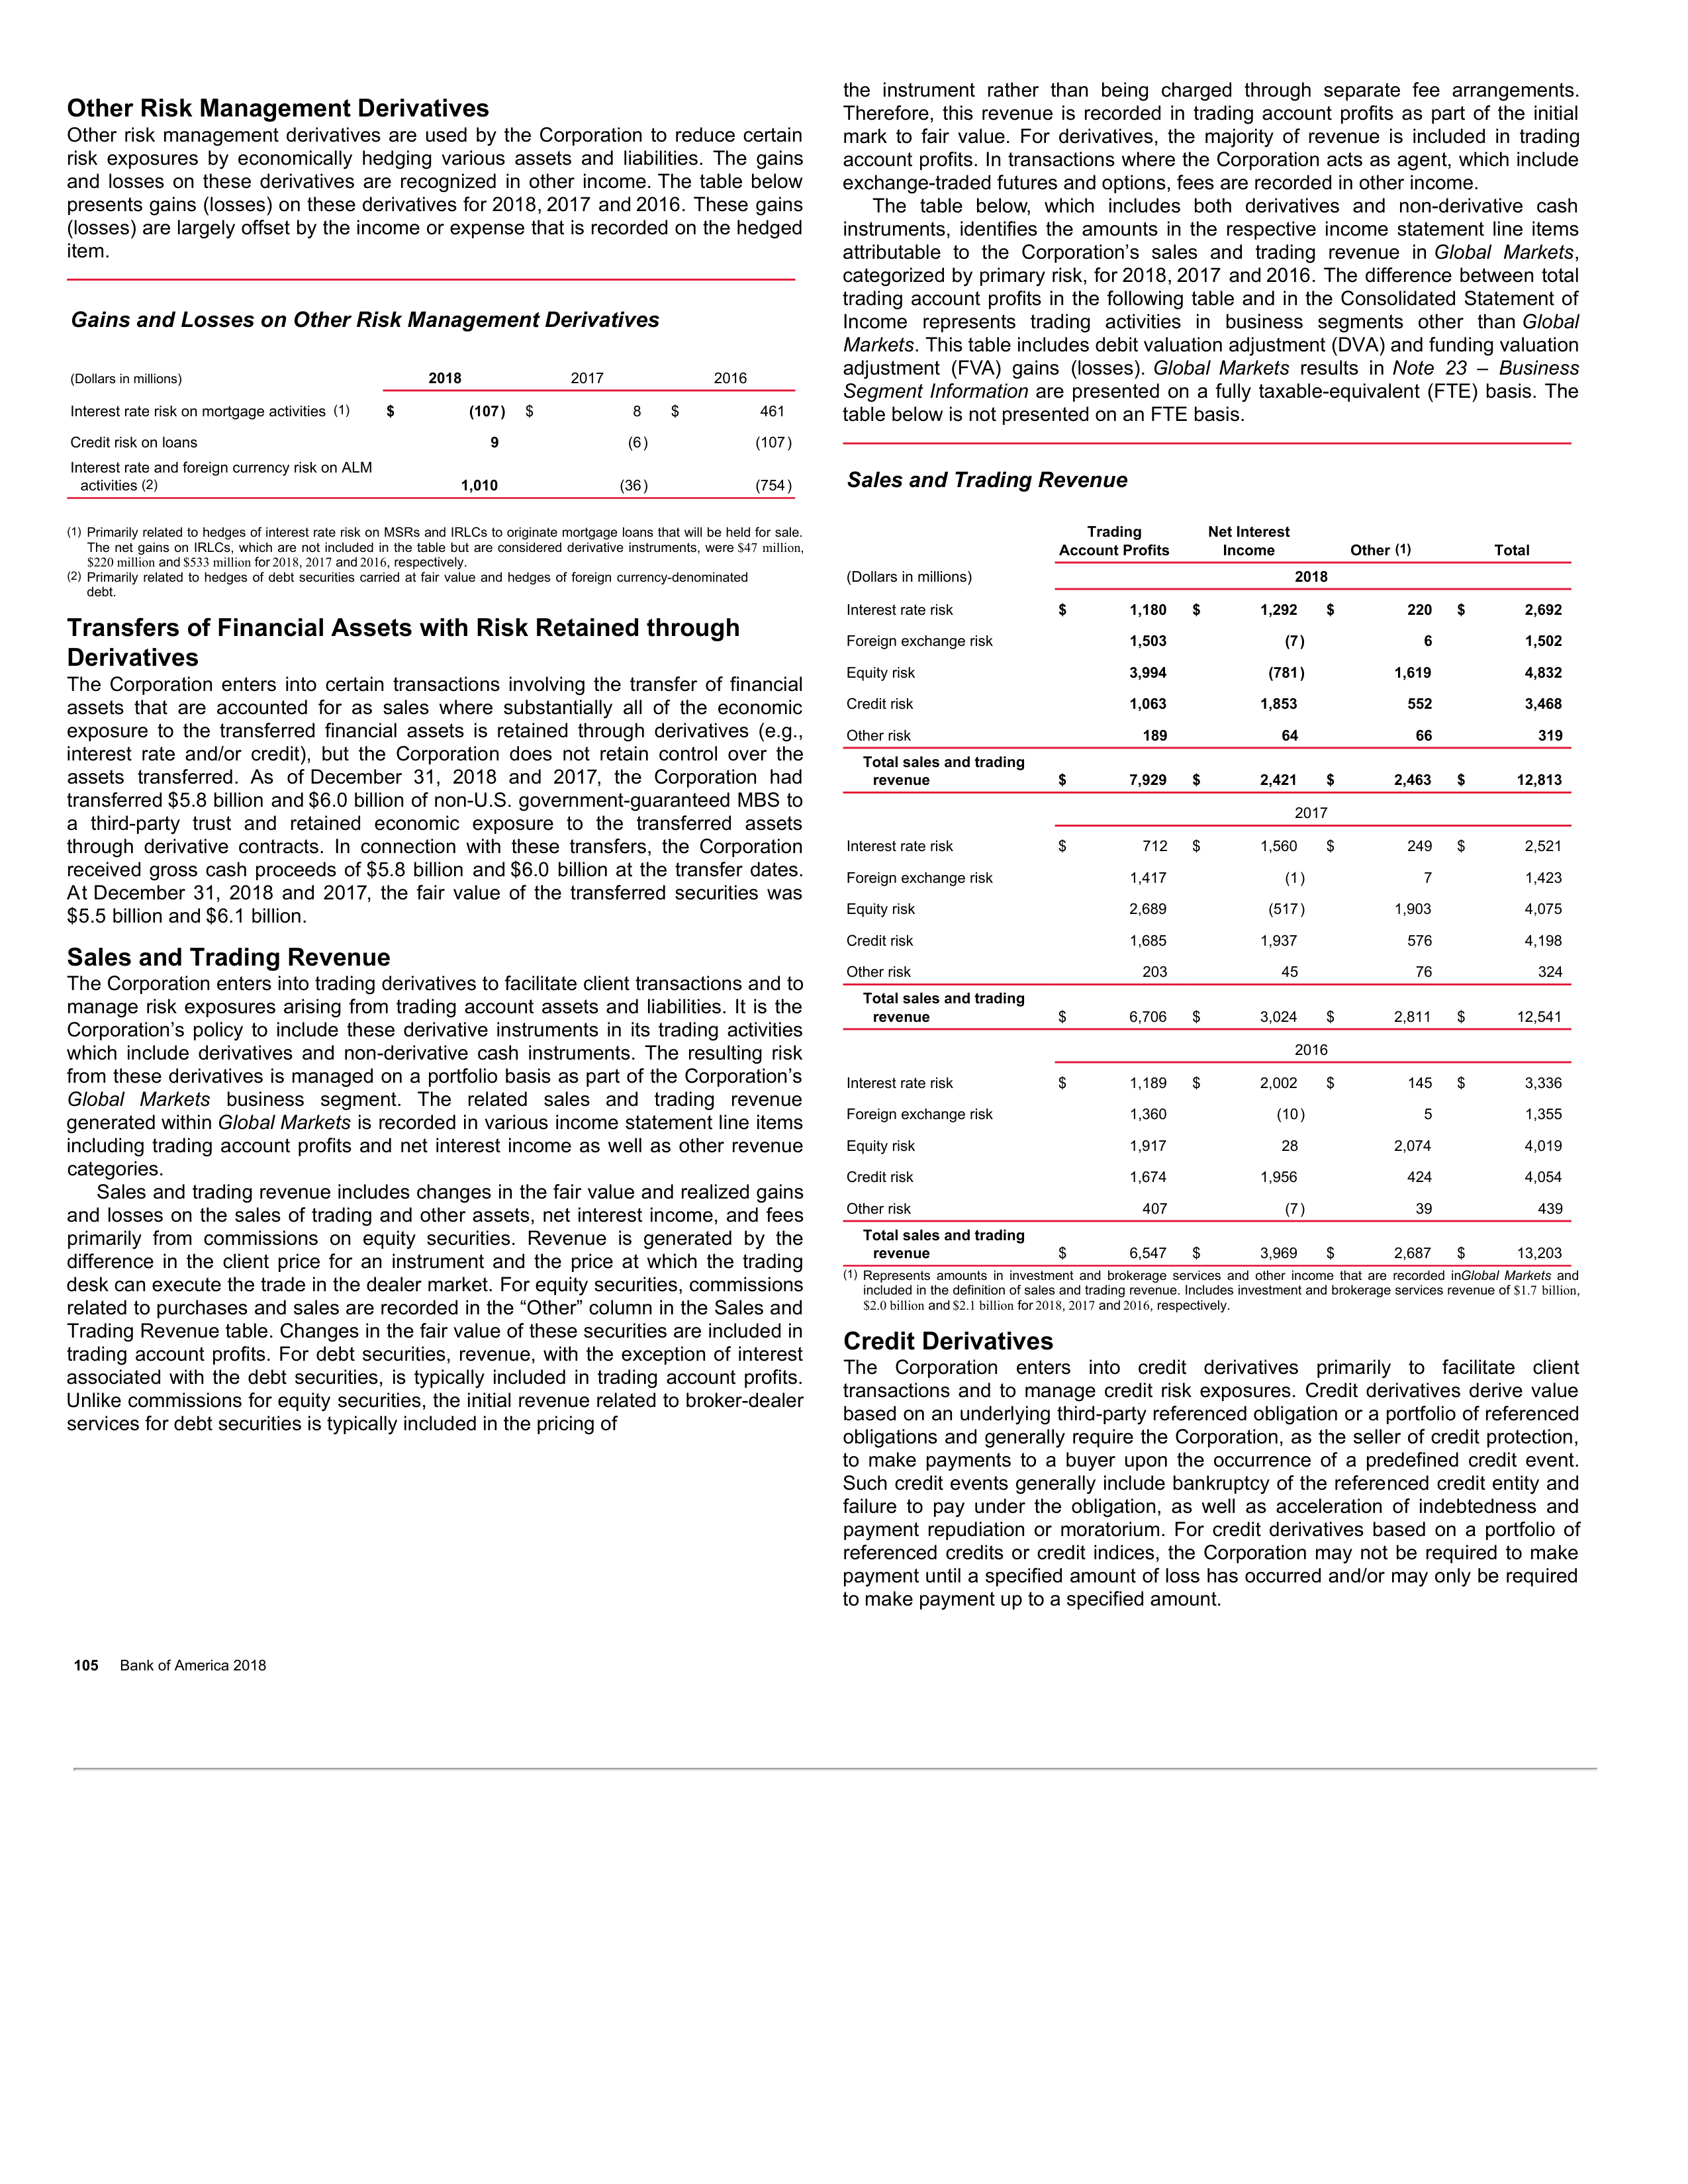 Other Risk Management Derivatives
Other risk management derivatives are used by the Corporation to reduce certain
risk exposures by economically hedging various assets and liabilities. The gains
and losses on these derivatives are recognized in other income. The table below
presents gains (losses) on these derivatives for 2018, 2017 and 2016. These gains
(losses) are largely offset by the income or expense that is recorded on the hedged
item.
Gains and Losses on Other Risk Management Derivatives
(Dollars in millions) 2018 2017 2016
Interest rate risk on mortgage activities (1) $ (107) $ 8 $ 461
Credit risk on loans 9 (6) (107)
Interest rate and foreign currency risk on ALM
activities (2) 1,010 (36) (754)
(1) Primarily related to hedges of interest rate risk on MSRs and IRLCs to originate mortgage loans that will be held for sale.
The net gains on IRLCs, which are not included in the table but are considered derivative instruments, were $47 million,
$220 million and $533 million for 2018, 2017 and 2016, respectively.
(2) Primarily related to hedges of debt securities carried at fair value and hedges of foreign currency-denominated
debt.
Transfers of Financial Assets with Risk Retained through
Derivatives
The Corporation enters into certain transactions involving the transfer of financial
assets that are accounted for as sales where substantially all of the economic
exposure to the transferred financial assets is retained through derivatives (e.g.,
interest rate and/or credit), but the Corporation does not retain control over the
assets transferred. As of December 31, 2018 and 2017, the Corporation had
transferred $5.8 billion and $6.0 billion of non-U.S. government-guaranteed MBS to
a third-party trust and retained economic exposure to the transferred assets
through derivative contracts. In connection with these transfers, the Corporation
received gross cash proceeds of $5.8 billion and $6.0 billion at the transfer dates.
At December 31, 2018 and 2017, the fair value of the transferred securities was
$5.5 billion and $6.1 billion.
Sales and Trading Revenue
The Corporation enters into trading derivatives to facilitate client transactions and to
manage risk exposures arising from trading account assets and liabilities. It is the
Corporation's policy to include these derivative instruments in its trading activities
which include derivatives and non-derivative cash instruments. The resulting risk
from these derivatives is managed on a portfolio basis as part of the Corporation's
Global Markets business segment. The related sales and trading revenue
generated within Global Markets is recorded in various income statement line items
including trading account profits and net interest income as well as other revenue
categories.
Sales and trading revenue includes changes in the fair value and realized gains
and losses on the sales of trading and other assets, net interest income, and fees
primarily from commissions on equity securities. Revenue is generated by the
difference in the client price for an instrument and the price at which the trading
desk can execute the trade in the dealer market. For equity securities, commissions
related to purchases and sales are recorded in the “Other” column in the Sales and
Trading Revenue table. Changes in the fair value of these securities are included in
trading account profits. For debt securities, revenue, with the exception of interest
associated with the debt securities, is typically included in trading account profits.
Unlike commissions for equity securities, the initial revenue related to broker-dealer
services for debt securities is typically included in the pricing of
the instrument rather than being charged through separate fee arrangements.
Therefore, this revenue is recorded in trading account profits as part of the initial
mark to fair value. For derivatives, the majority of revenue is included in trading
account profits. In transactions where the Corporation acts as agent, which include
exchange-traded futures and options, fees are recorded in other income.
The table below, which includes both derivatives and non-derivative cash
instruments, identifies the amounts in the respective income statement line items
attributable to the Corporation's sales and trading revenue in Global Markets,
categorized by primary risk, for 2018, 2017 and 2016. The difference between total
trading account profits in the following table and in the Consolidated Statement of
Income represents trading activities in business segments other than Global
Markets. This table includes debit valuation adjustment (DVA) and funding valuation
adjustment (FVA) gains (losses). Global Markets results in Note 23 – Business
Segment Information are presented on a fully taxable-equivalent (FTE) basis. The
table below is not presented on an FTE basis.
Sales and Trading Revenue
Trading Net Interest
Account Profits Income Other (1) Total
(Dollars in millions) 2018
Interest rate risk $ 1,180 $ 1,292 $ 220 $ 2,692
Foreign exchange risk 1,503 (7) 6 1,502
Equity risk 3,994 (781) 1,619 4,832
Credit risk 1,063 1,853 552 3,468
Other risk 189 64 66 319
Total sales and trading
revenue $ 7,929 $ 2,421 $ 2,463 $ 12,813
2017
Interest rate risk $ 712 $ 1,560 $ 249 $ 2,521
Foreign exchange risk 1,417 (1) 7 1,423
Equity risk 2,689 (517) 1,903 4,075
Credit risk 1,685 1,937 576 4,198
Other risk 203 45 76 324
Total sales and trading
revenue $ 6,706 $ 3,024 $ 2,811 $ 12,541
2016
Interest rate risk $ 1,189 $ 2,002 $ 145 $ 3,336
Foreign exchange risk 1,360 (10) 5 1,355
Equity risk 1,917 28 2,074 4,019
Credit risk 1,674 1,956 424 4,054
Other risk 407 (7) 39 439
Total sales and trading
revenue $ 6,547 $ 3,969 $ 2,687 $ 13,203
(1) Represents amounts in investment and brokerage services and other income that are recorded inGlobal Markets and
included in the definition of sales and trading revenue. Includes investment and brokerage services revenue of $1.7 billion,
$2.0 billion and $2.1 billion for 2018, 2017 and 2016, respectively.
Credit Derivatives
The Corporation enters into credit derivatives primarily to facilitate client
transactions and to manage credit risk exposures. Credit derivatives derive value
based on an underlying third-party referenced obligation or a portfolio of referenced
obligations and generally require the Corporation, as the seller of credit protection,
to make payments to a buyer upon the occurrence of a predefined credit event.
Such credit events generally include bankruptcy of the referenced credit entity and
failure to pay under the obligation, as well as acceleration of indebtedness and
payment repudiation or moratorium. For credit derivatives based on a portfolio of
referenced credits or credit indices, the Corporation may not be required to make
payment until a specified amount of loss has occurred and/or may only be required
to make payment up to a specified amount.
105 Bank of America 2018